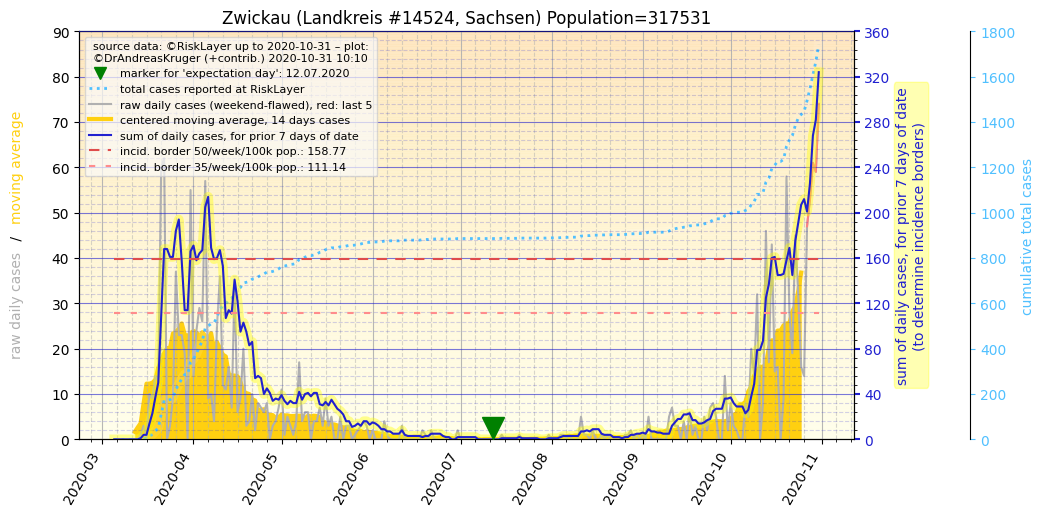 Zwickau (Landkreis #14524, Sachsen) Population=317531
source data: ©RiskLayer up to 2020-10-31 – plot:
©DrAndreasKruger (+contrib.) 2020-10-31 10:10
marker for 'expectation day': 12.07.2020
total cases reported at RiskLayer
raw daily cases (weekend-flawed), red: last 5
centered moving average, 14 days cases
sum of daily cases, for prior 7 days of date
incid. border 50/week/100k pop.: 158.77
incid. border 35/week/100k pop.: 111.14
raw daily cases / moving average
90
80
70
60
50
40
30
20
10
0
360
320
280
240
200
160
120
80
40
0
sum of daily cases, for prior 7 days of date
(to determine incidence borders)
1800
1600
1400
1200
1000
800
600
400
200
0
cumulative total cases
2020-03
2020-04
2020-05
2020-06
2020-07
2020-08
2020-09
2020-10
2020-11